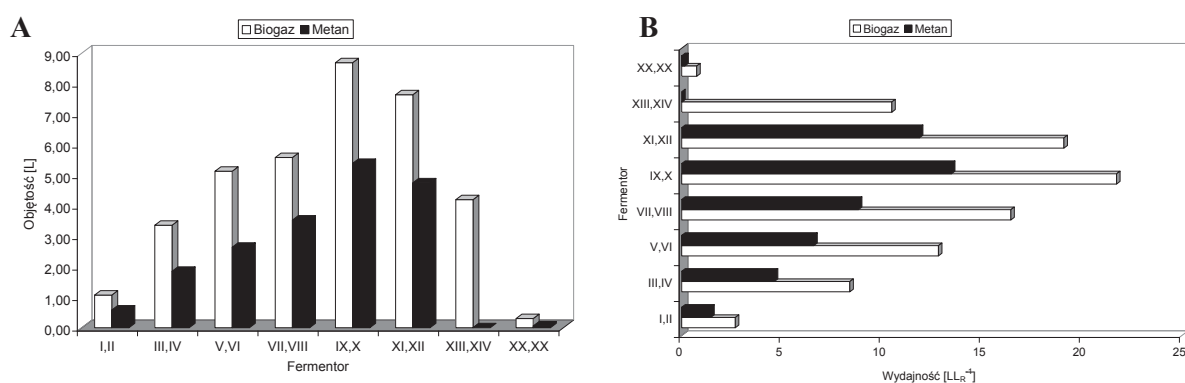 A
Biogaz Metan
9,00
8,00
7,00
6,00
5,00
4,00
3,00
2,00
1,00
0,00
Objętość [L]
I,II III,IV V,VI VII,VIII IX,X XI,XII XIII,XIV XX,XX
Fermentor
B
Biogaz Metan
XX,XX
XIII,XIV
XI,XII
IX,X
VII,VIII
V,VI
III,IV
I,II
Fermentor
0 5 10 15 20 25
Wydajność [LL_R^-1]